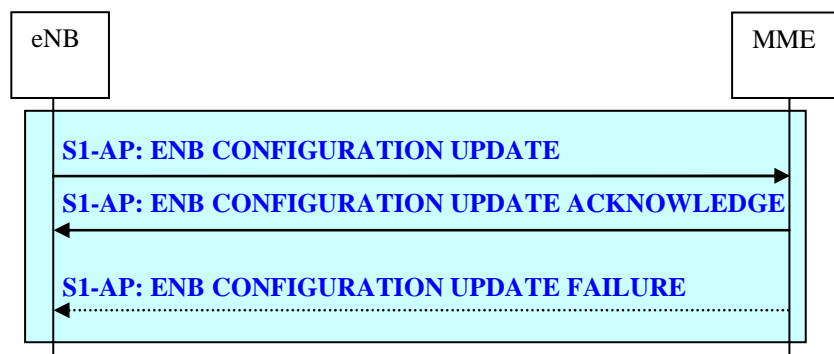 eNB
MME
S1-AP: ENB CONFIGURATION UPDATE
S1-AP: ENB CONFIGURATION UPDATE ACKNOWLEDGE
S1-AP: ENB CONFIGURATION UPDATE FAILURE